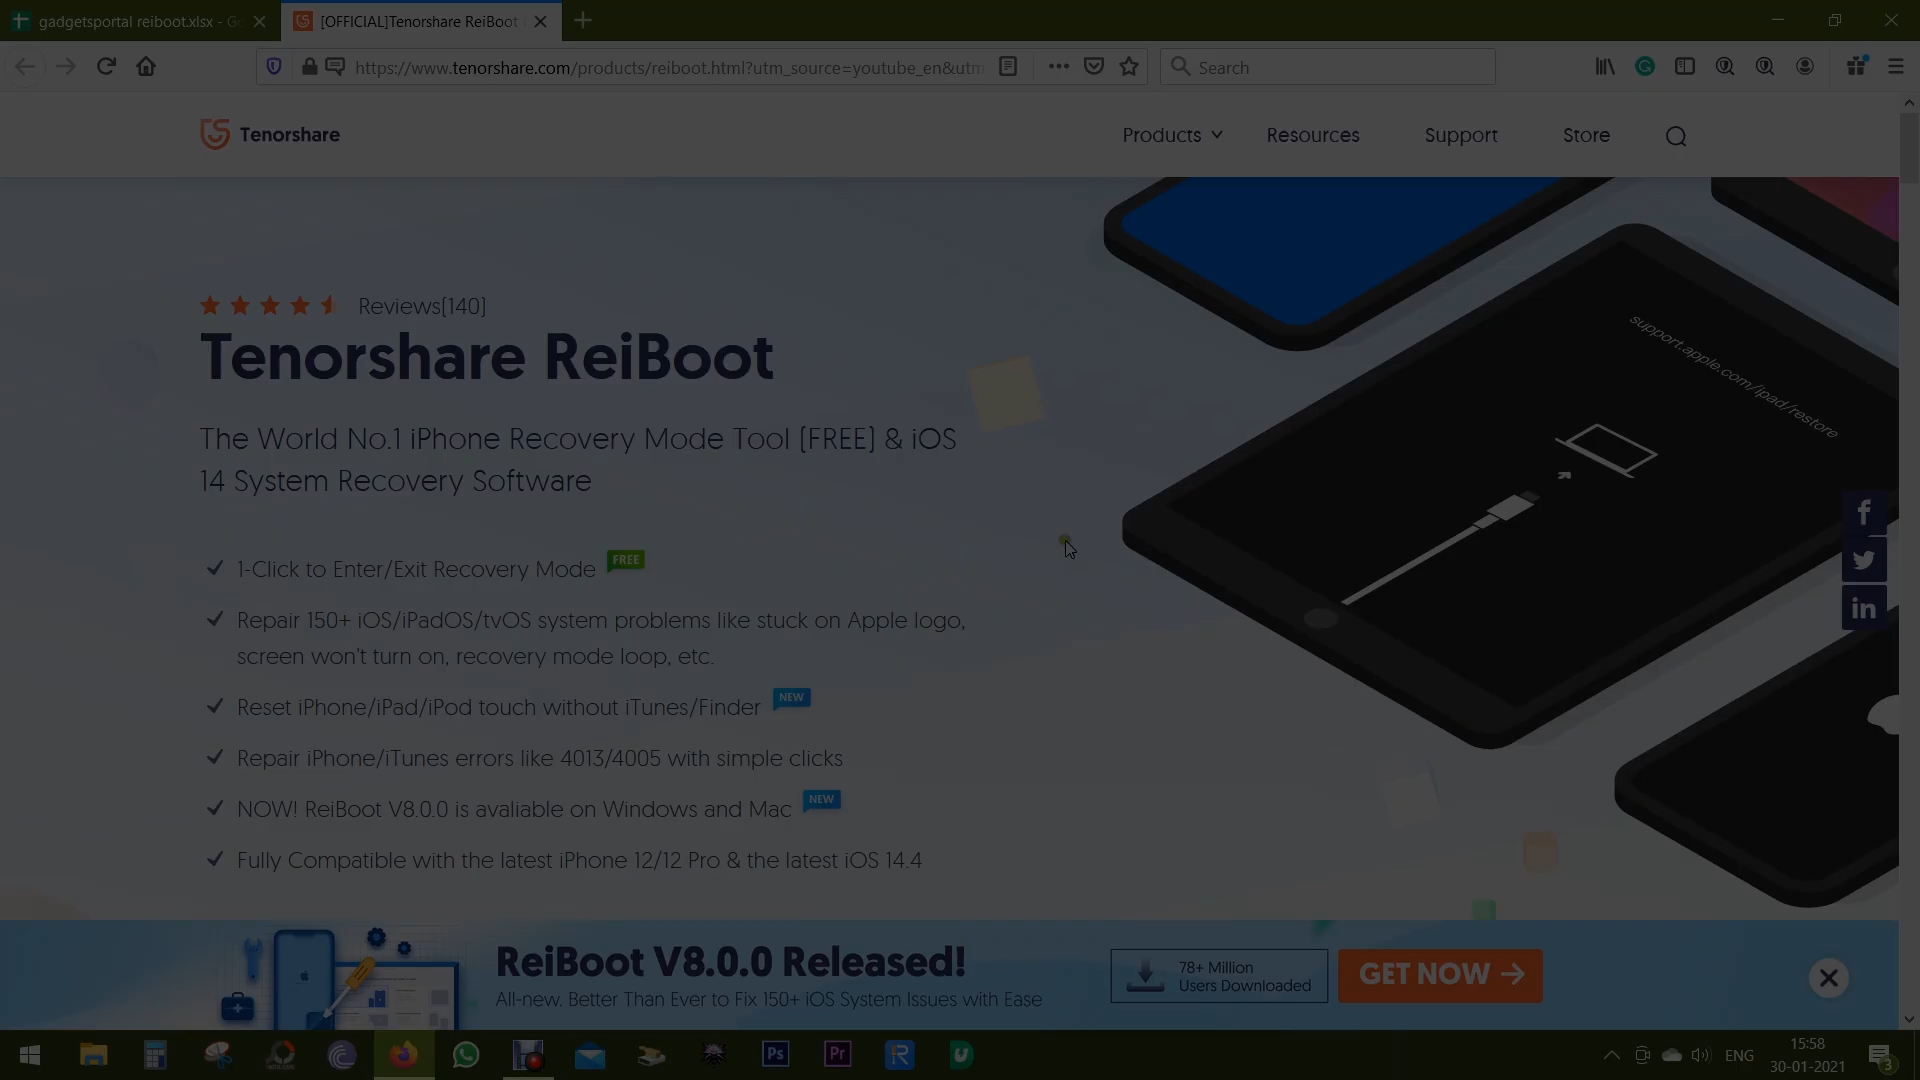 gadgetsportal reiboot.xlsx - Go
[OFFICIAL]Tenorshare ReiBoot
https://www.tenorshare.com/products/reiboot.html?utm_source=youtube_en&utm
Search
Tenorshare
Products
Resources
Support
Store
Reviews(140)
Tenorshare ReiBoot
The World No.1 iPhone Recovery Mode Tool (FREE) & iOS
14 System Recovery Software
1-Click to Enter/Exit Recovery Mode FREE
Repair 150+ iOS/iPadOS/tvOS system problems like stuck on Apple logo,
screen won't turn on, recovery mode loop, etc.
Reset iPhone/iPad/iPod touch without iTunes/Finder NEW
Repair iPhone/iTunes errors like 4013/4005 with simple clicks
NOW! ReiBoot V8.0.0 is avaliable on Windows and Mac NEW
Fully Compatible with the latest iPhone 12/12 Pro & the latest iOS 14.4
support.apple.com/ipad/restore
f
in
ReiBoot V8.0.0 Released!
All-new. Better Than Ever to Fix 150+ iOS System Issues with Ease.
78+ Million
Users Downloaded
GET NOW
Ps
Pr
ENG
15:58
30-01-2021
3